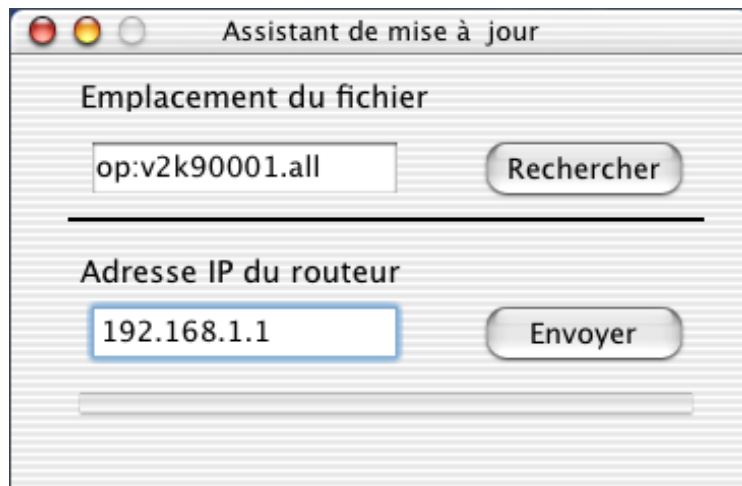 Assistant de mise à jour
Emplacement du fichier
op:v2k90001.all
Rechercher
Adresse IP du routeur
192.168.1.1
Envoyer